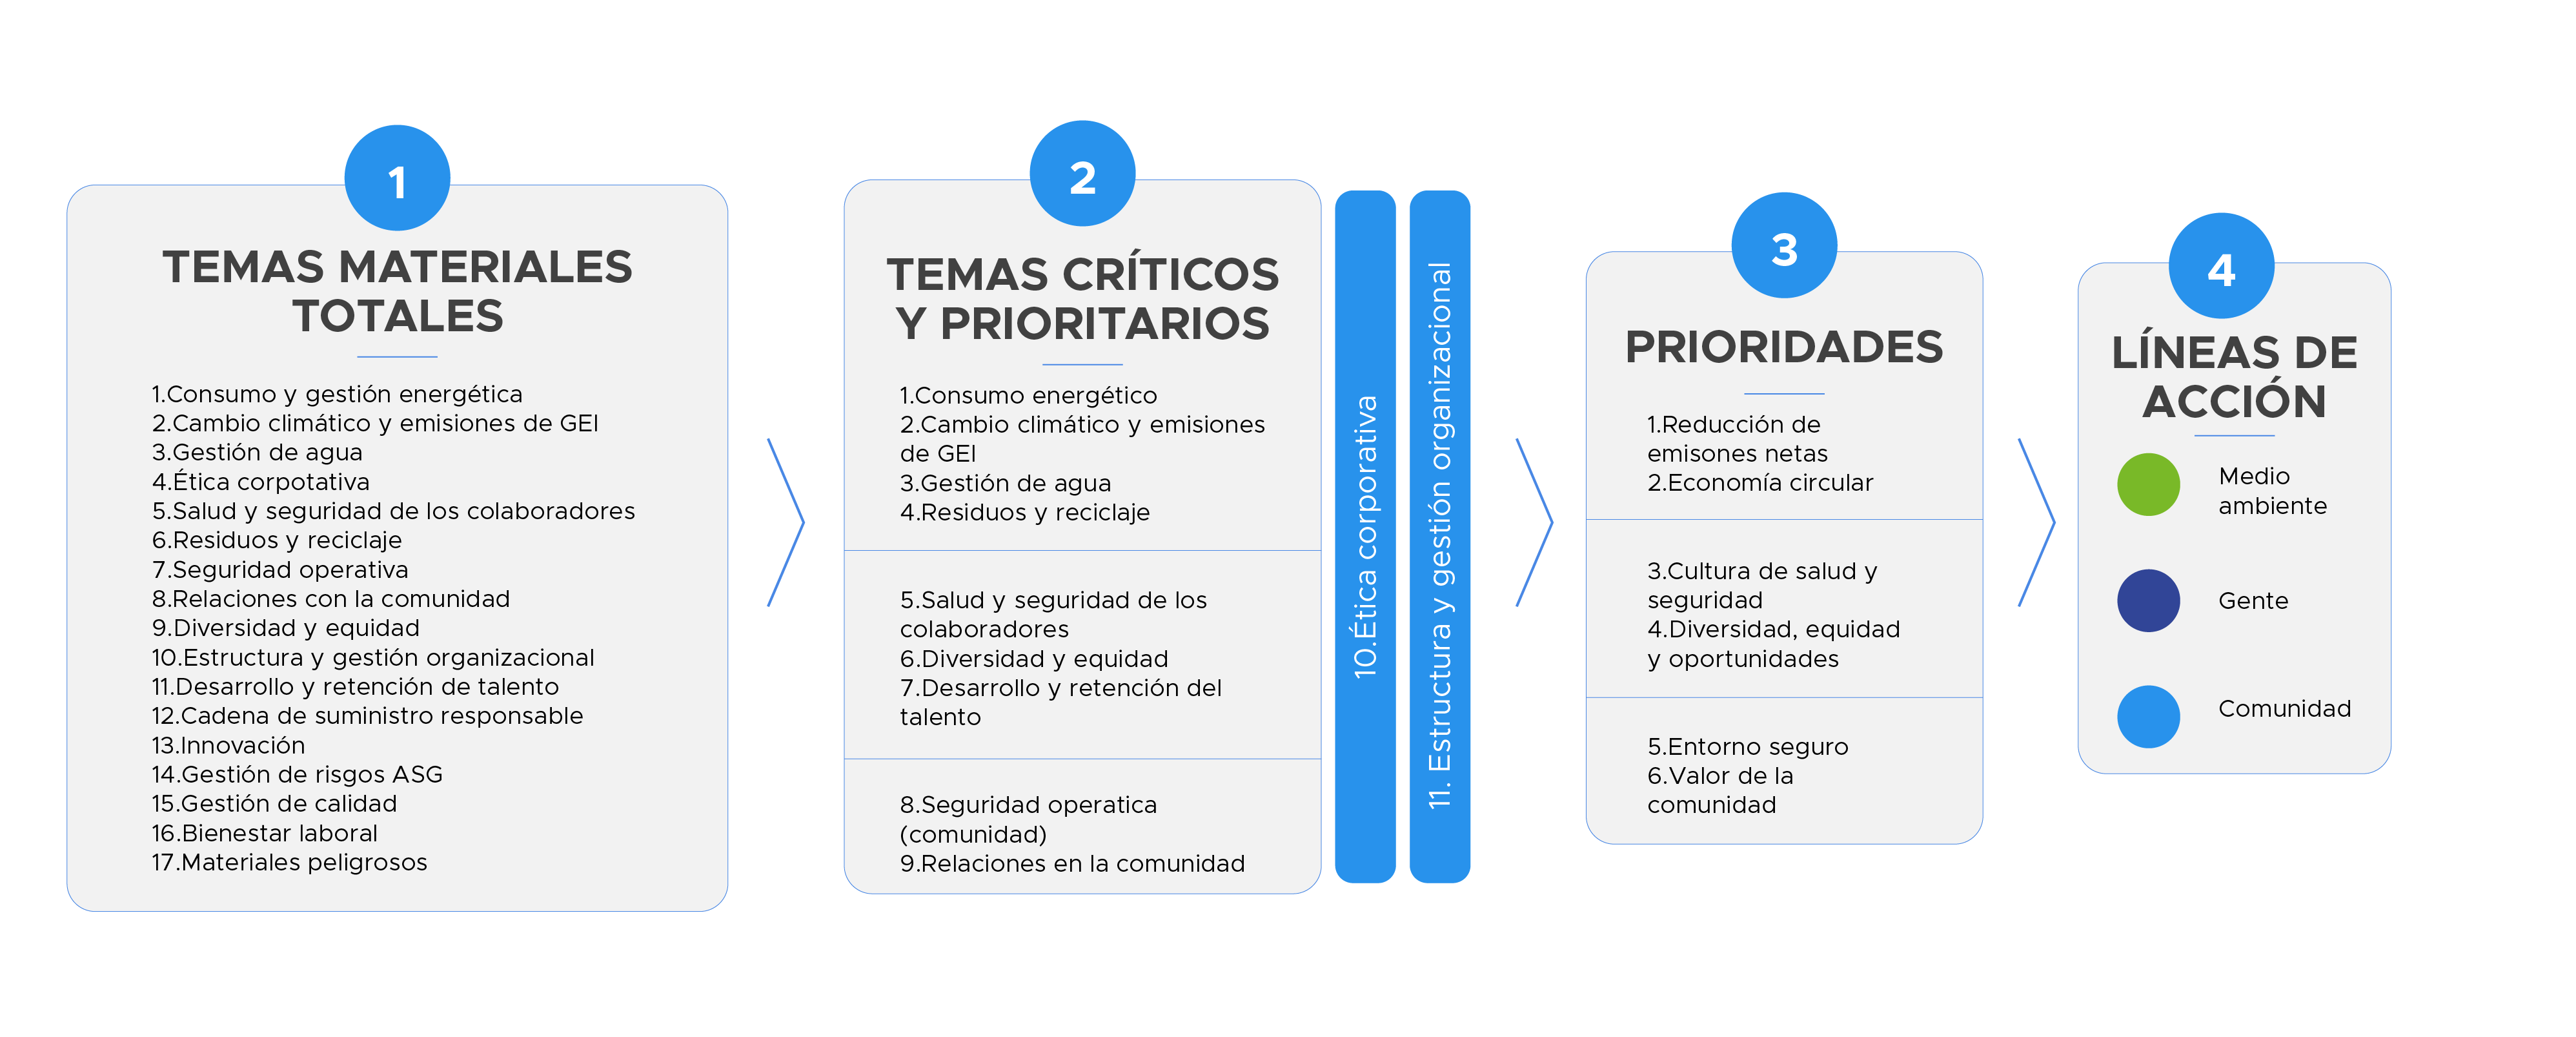 1
TEMAS MATERIALES
TOTALES
1.Consumo y gestión energética
2.Cambio climático y emisiones de GEI
3.Gestión de agua
4.Ética corpotativa
5.Salud y seguridad de los colaboradores
6.Residuos y reciclaje
7.Seguridad operativa
8.Relaciones con la comunidad
9.Diversidad y equidad
10.Estructura y gestión organizacional
11.Desarrollo y retención de talento
12.Cadena de suministro responsable
13.Innovación
14.Gestión de risgos ASG
15.Gestión de calidad
16.Bienestar laboral
17.Materiales peligrosos
2
TEMAS CRÍTICOS
Y PRIORITARIOS
1.Consumo energético
2.Cambio climático y emisiones
de GEI
3.Gestión de agua
4.Residuos y reciclaje
5.Salud y seguridad de los
colaboradores
6.Diversidad y equidad
7.Desarrollo y retención del
talento
8.Seguridad operatica
(comunidad)
9.Relaciones en la comunidad
10.Ética corporativa
11. Estructura y gestión organizacional
3
PRIORIDADES
1.Reducción de
emisones netas
2.Economía circular
3.Cultura de salud y
seguridad
4.Diversidad, equidad
y oportunidades
5.Entorno seguro
6.Valor de la
comunidad
4
LÍNEAS DE
ACCIÓN
Medio
ambiente
Gente
Comunidad